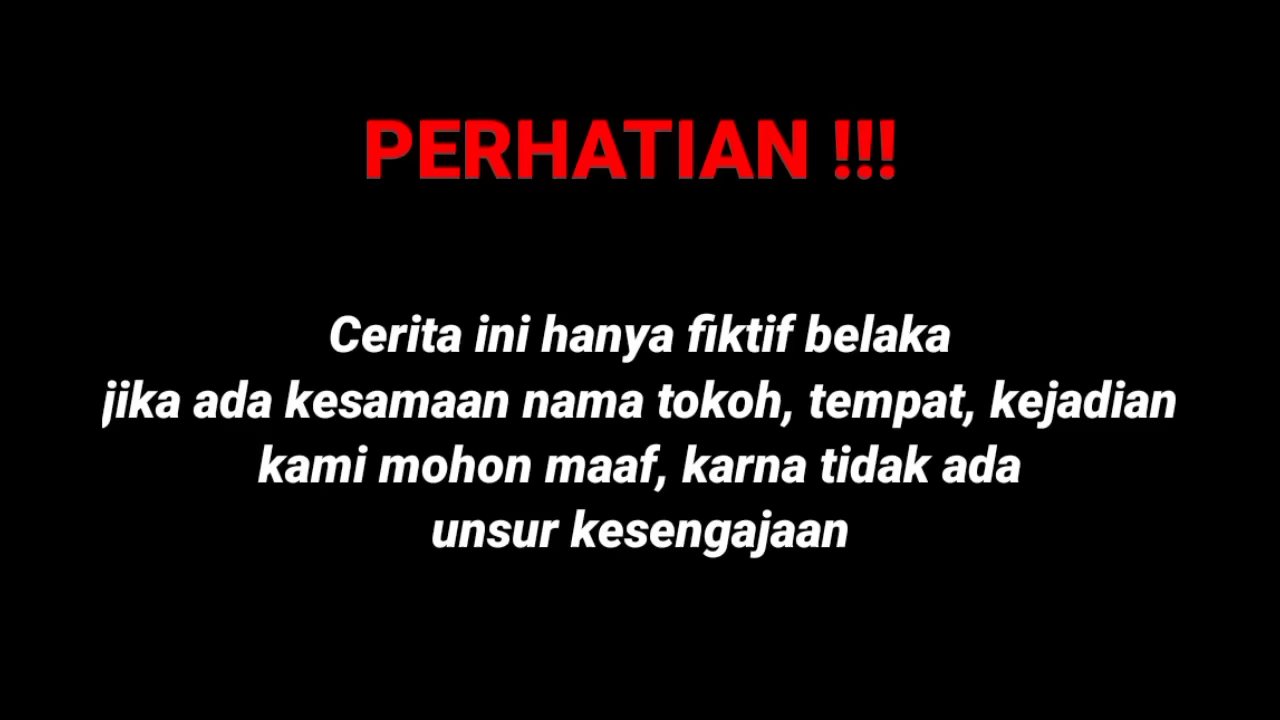 PERHATIAN !!!
Cerita ini hanya fiktif belaka
jika ada kesamaan nama tokoh, tempat, kejadian
kami mohon maaf, karna tidak ada
unsur kesengajaan